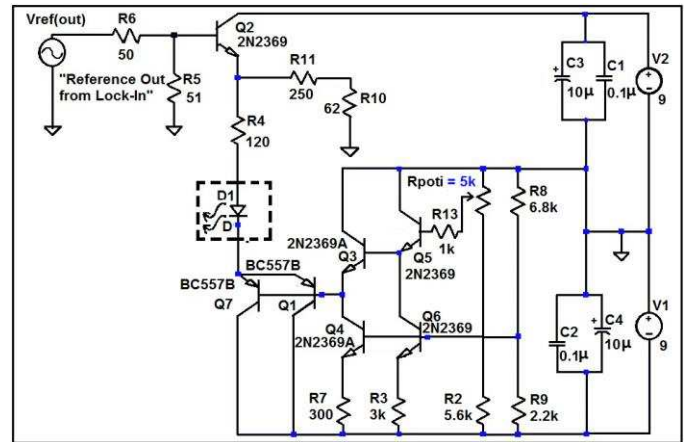 Vref(out)
R6
50
Q2
2N2369
"Reference Out
from Lock-In"
R5
51
R11
250
62
R10
R4
120
C3
10µ
C1
0.1µ
V2
9
D1
D
Rpoti = 5k
R8
6.8k
R13
1k
2N2369A
Q3
Q5
2N2369
BC557B
BC557B
Q7
Q1
Q4
2N2369A
Q6
2N2369
V1
9
C2
0.1µ
C4
10µ
R7
300
R3
3k
R2
5.6k
R9
2.2k